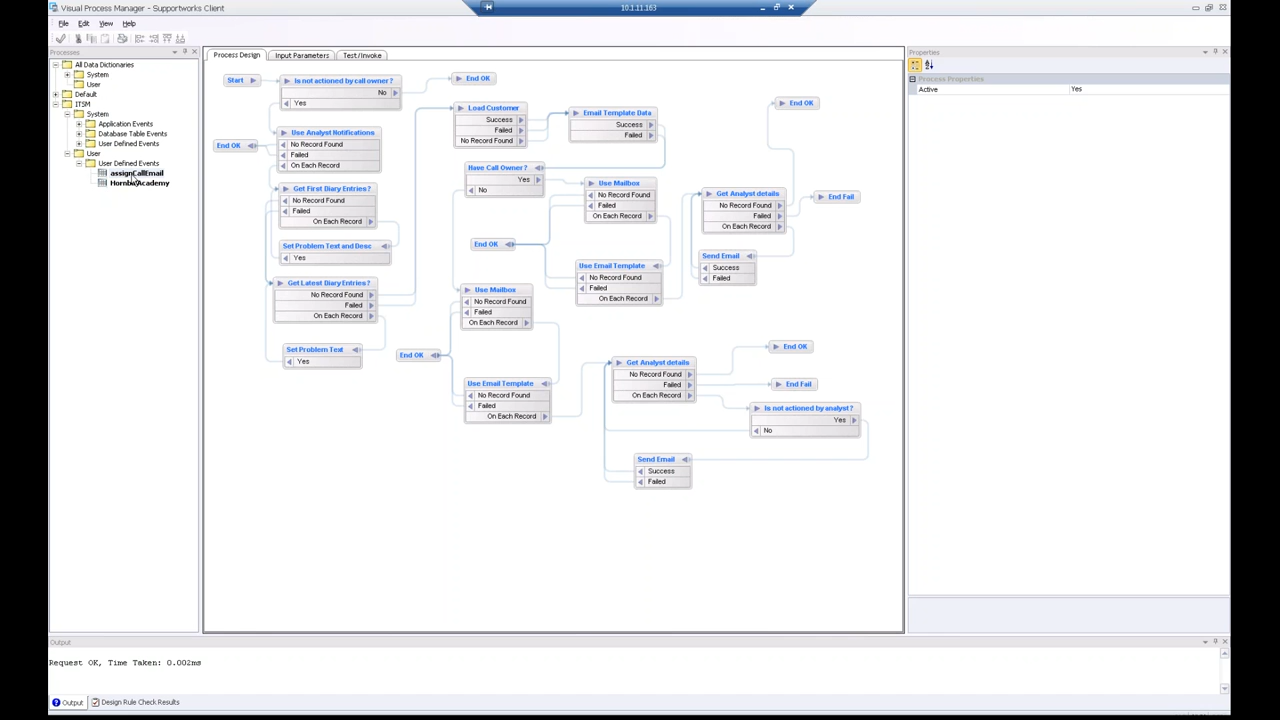 Visual Process Manager - Supportworks Client
10.1.11.163
File Edit View Help
Processes
All Data Dictionaries
System
User
Default
ITSM
System
Application Events
Database Table Events
User Defined Events
User
User Defined Events
assignCallEmail
Process Design Input Parameters Test/Invoke
Start
Is not actioned by call owner?
No
Yes
End OK
End OK
Use Analyst Notifications
No Record Found
Failed
On Each Record
Get First Diary Entries?
No Record Found
Failed
On Each Record
Set Problem Text and Desc
Yes
Get Latest Diary Entries?
No Record Found
Failed
On Each Record
Set Problem Text
Yes
Load Customer
Success
Failed
No Record Found
Email Template Data
Success
Failed
Have Call Owner?
Yes
No
Use Mailbox
No Record Found
Failed
On Each Record
End OK
Use Email Template
No Record Found
Failed
On Each Record
Get Analyst details
No Record Found
Failed
On Each Record
End OK
End Fail
Send Email
Success
Failed
Use Mailbox
No Record Found
Failed
On Each Record
End OK
Use Email Template
No Record Found
Failed
On Each Record
Get Analyst details
No Record Found
Failed
On Each Record
End OK
End Fail
Is not actioned by analyst?
Yes
No
Send Email
Success
Failed
Properties
Process Properties
Active Yes
Output
Request OK, Time Taken: 0.002ms
Output Design Rule Check Results